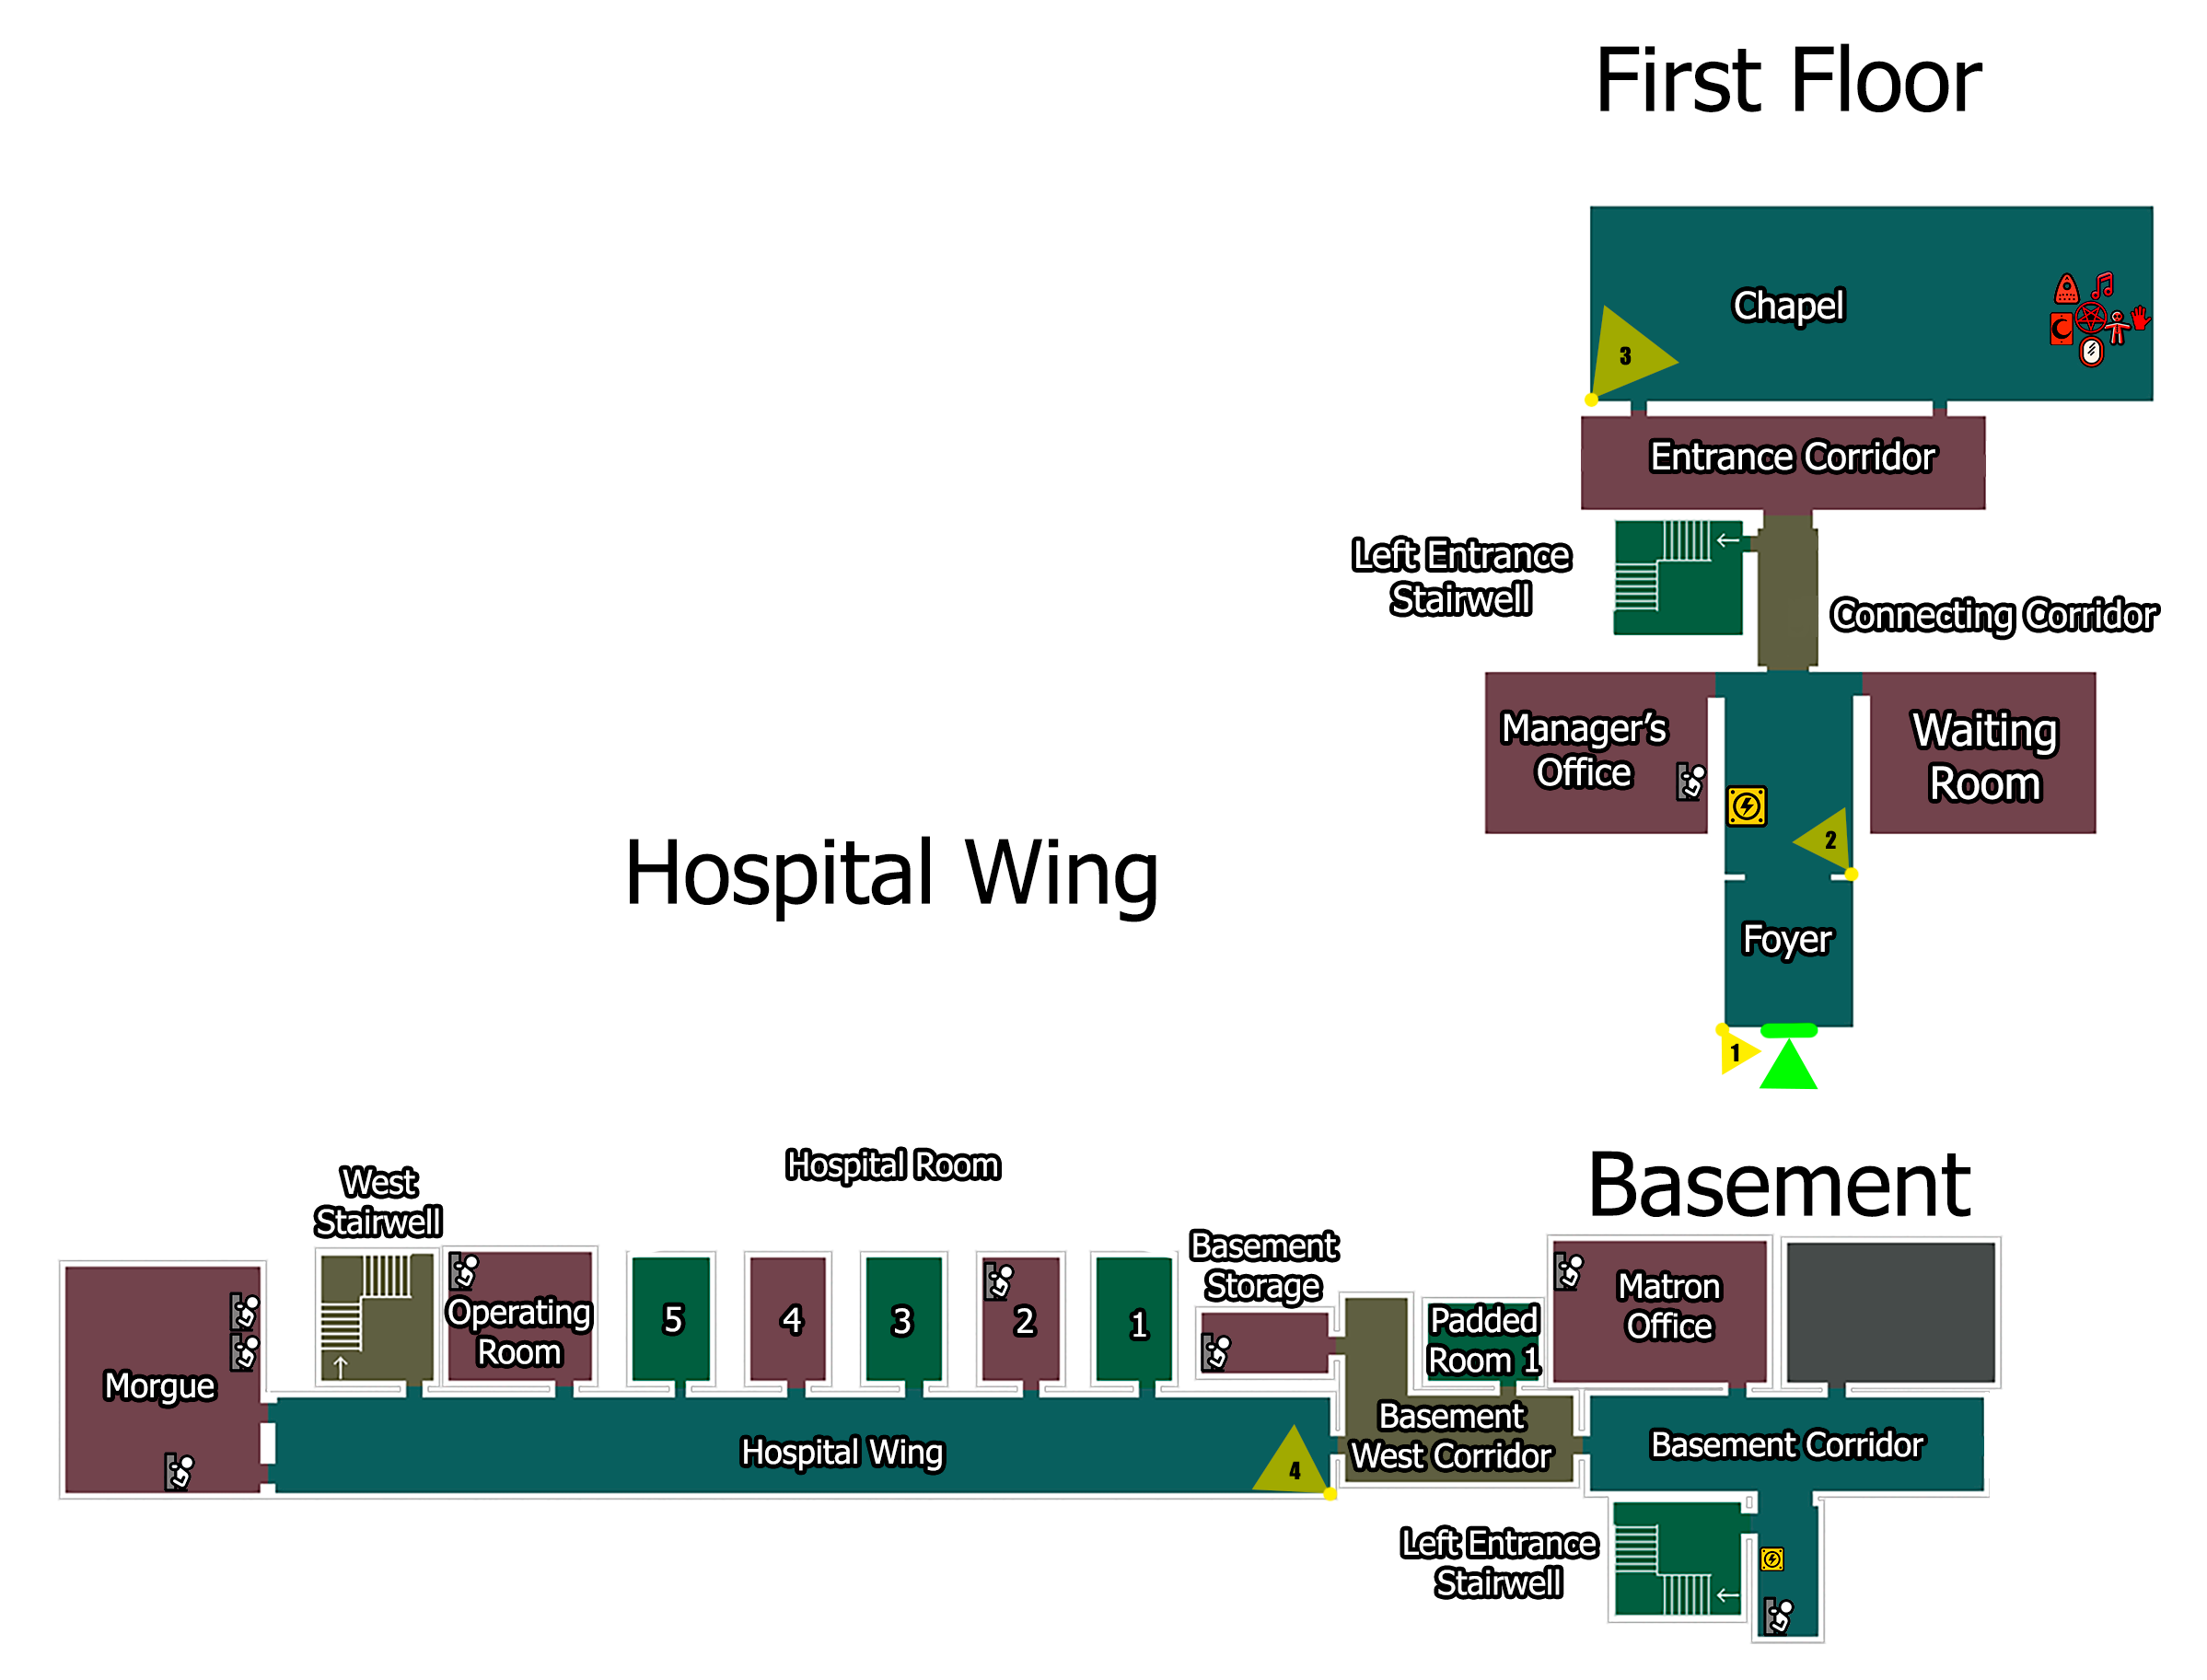 First Floor
Chapel
3
Entrance Corridor
Left Entrance
Stairwell
Connecting Corridor
Manager's
Office
Waiting
Room
2
Foyer
1
Hospital Wing
Hospital Room
West
Stairwell
Basement
Basement
Storage
Matron
Office
Operating
Room
5
4
3
2
1
Padded
Room 1
Morgue
Hospital Wing
4
Basement
West Corridor
Basement Corridor
Left Entrance
Stairwell